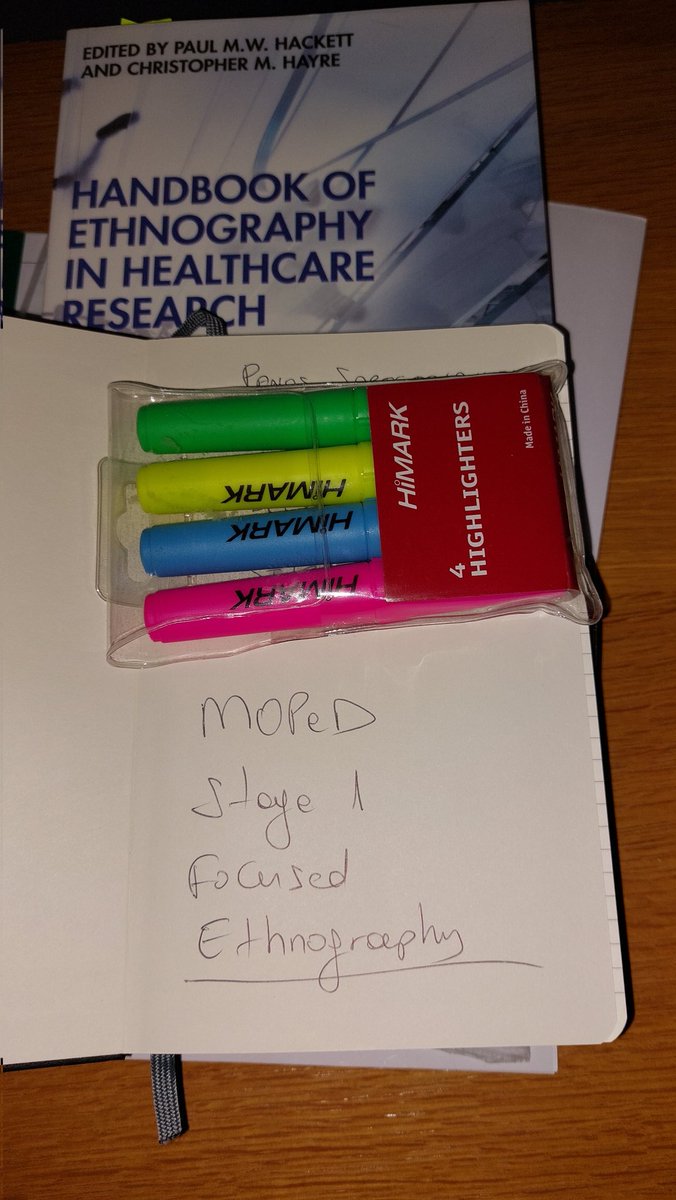 EDITED BY PAUL M.W. HACKETT
AND CHRISTOPHER M. HAYRE
HANDBOOK OF
ETHNOGRAPHY
IN HEALTHCARE
RESEARCH
HiMARK
4 HIGHLIGHTERS
Made in China
HiMARK
HiMARK
HiMARK
MOPeD
Stage 1
Focused
Ethnography